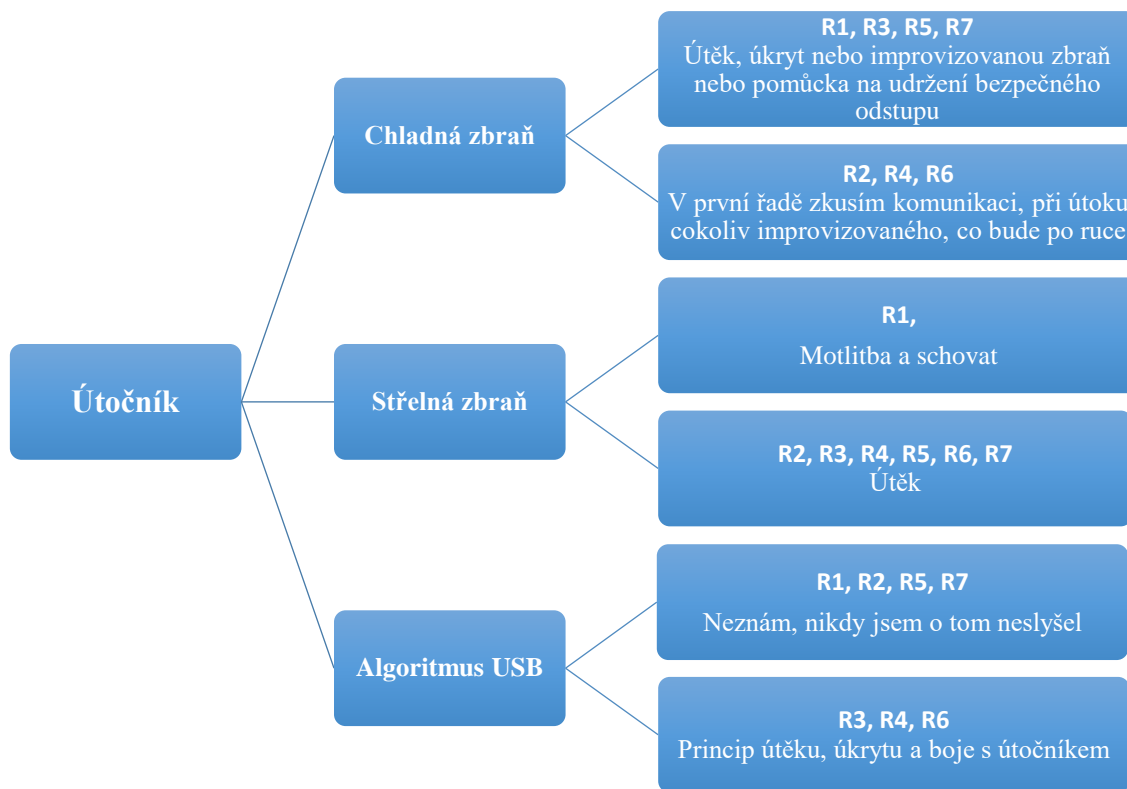 Útočník
Chladná zbraň
R1, R3, R5, R7
Útěk, úkryt nebo improvizovanou zbraň
nebo pomůcka na udržení bezpečného
odstupu
R2, R4, R6
V první řadě zkusím komunikaci, při útoku
cokoliv improvizovaného, co bude po ruce
Střelná zbraň
R1,
Motlitba a schovat
R2, R3, R4, R5, R6, R7
Útěk
Algoritmus USB
R1, R2, R5, R7
Neznám, nikdy jsem o tom neslyšel
R3, R4, R6
Princip útěku, úkrytu a boje s útočníkem